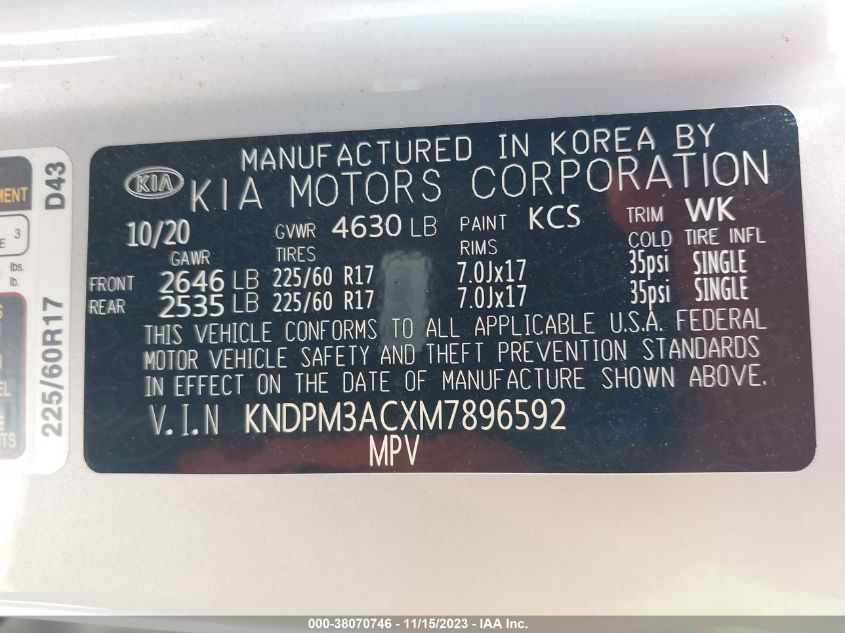 MANUFACTURED IN KOREA BY
KIA KIA MOTORS CORPORATION
10/20 GVWR 4630 LB PAINT KCS TRIM WK
GAWR TIRES RIMS COLD TIRE INFL
FRONT 2646 LB 225/60 R17 7.0Jx17 35psi SINGLE
REAR 2535 LB 225/60 R17 7.0Jx17 35psi SINGLE
THIS VEHICLE CONFORMS TO ALL APPLICABLE U.S.A. FEDERAL
MOTOR VEHICLE SAFETY AND THEFT PREVENTION STANDARDS
IN EFFECT ON THE DATE OF MANUFACTURE SHOWN ABOVE.
V.I.N KNDPM3ACXM7896592
MPV
225/60R17 D43
3
lbs.
lb.
000-38070746 - 11/15/2023 - IAA Inc.